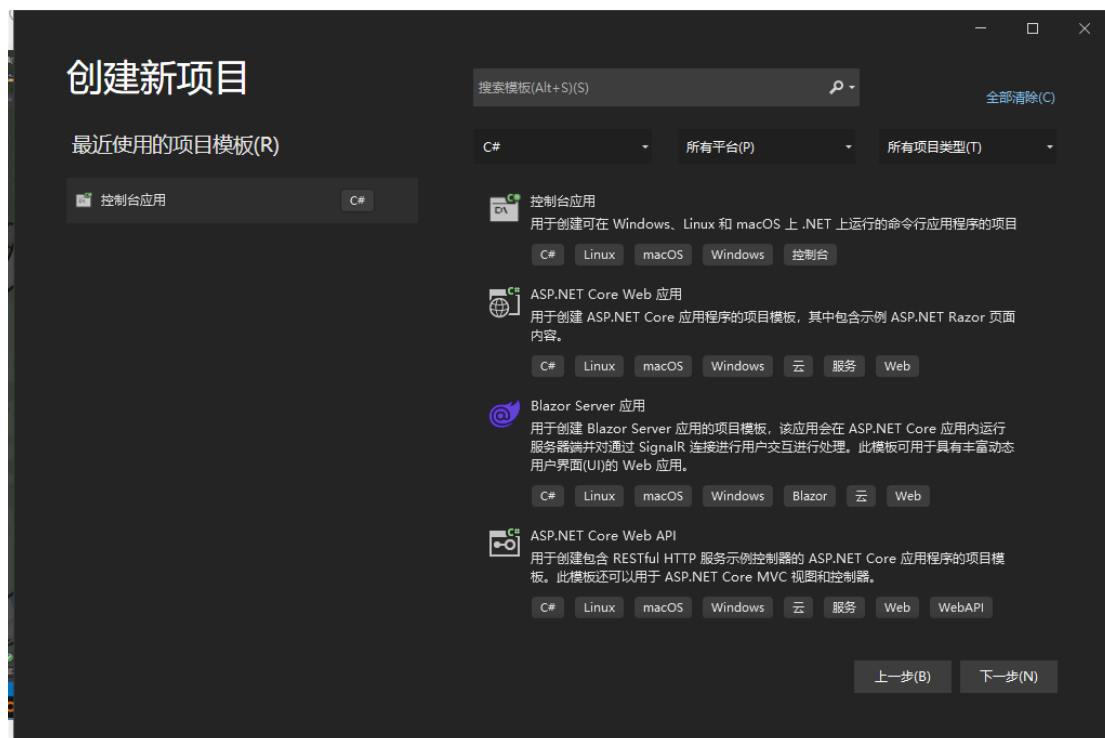 创建新项目
搜索模板(Alt+S)(S)
全部清除(C)
最近使用的项目模板(R)
C#
所有平台(P)
所有项目类型(T)
控制台应用
C#
控制台应用
用于创建可在 Windows、Linux 和 macOS 上 .NET 上运行的命令行应用程序的项目
C# Linux macOS Windows 控制台
ASP.NET Core Web 应用
用于创建 ASP.NET Core 应用程序的项目模板，其中包含示例 ASP.NET Razor 页面
内容。
C# Linux macOS Windows 云 服务 Web
Blazor Server 应用
用于创建 Blazor Server 应用的项目模板，该应用会在 ASP.NET Core 应用内运行
服务器端并对通过 SignalR 连接进行用户交互进行处理。此模板可用于具有丰富动态
用户界面(UI)的 Web 应用。
C# Linux macOS Windows Blazor 云 Web
ASP.NET Core Web API
用于创建包含 RESTful HTTP 服务示例控制器的 ASP.NET Core 应用程序的项目模
板。此模板还可以用于 ASP.NET Core MVC 视图和控制器。
C# Linux macOS Windows 云 服务 Web WebAPI
上一步(B)
下一步(N)